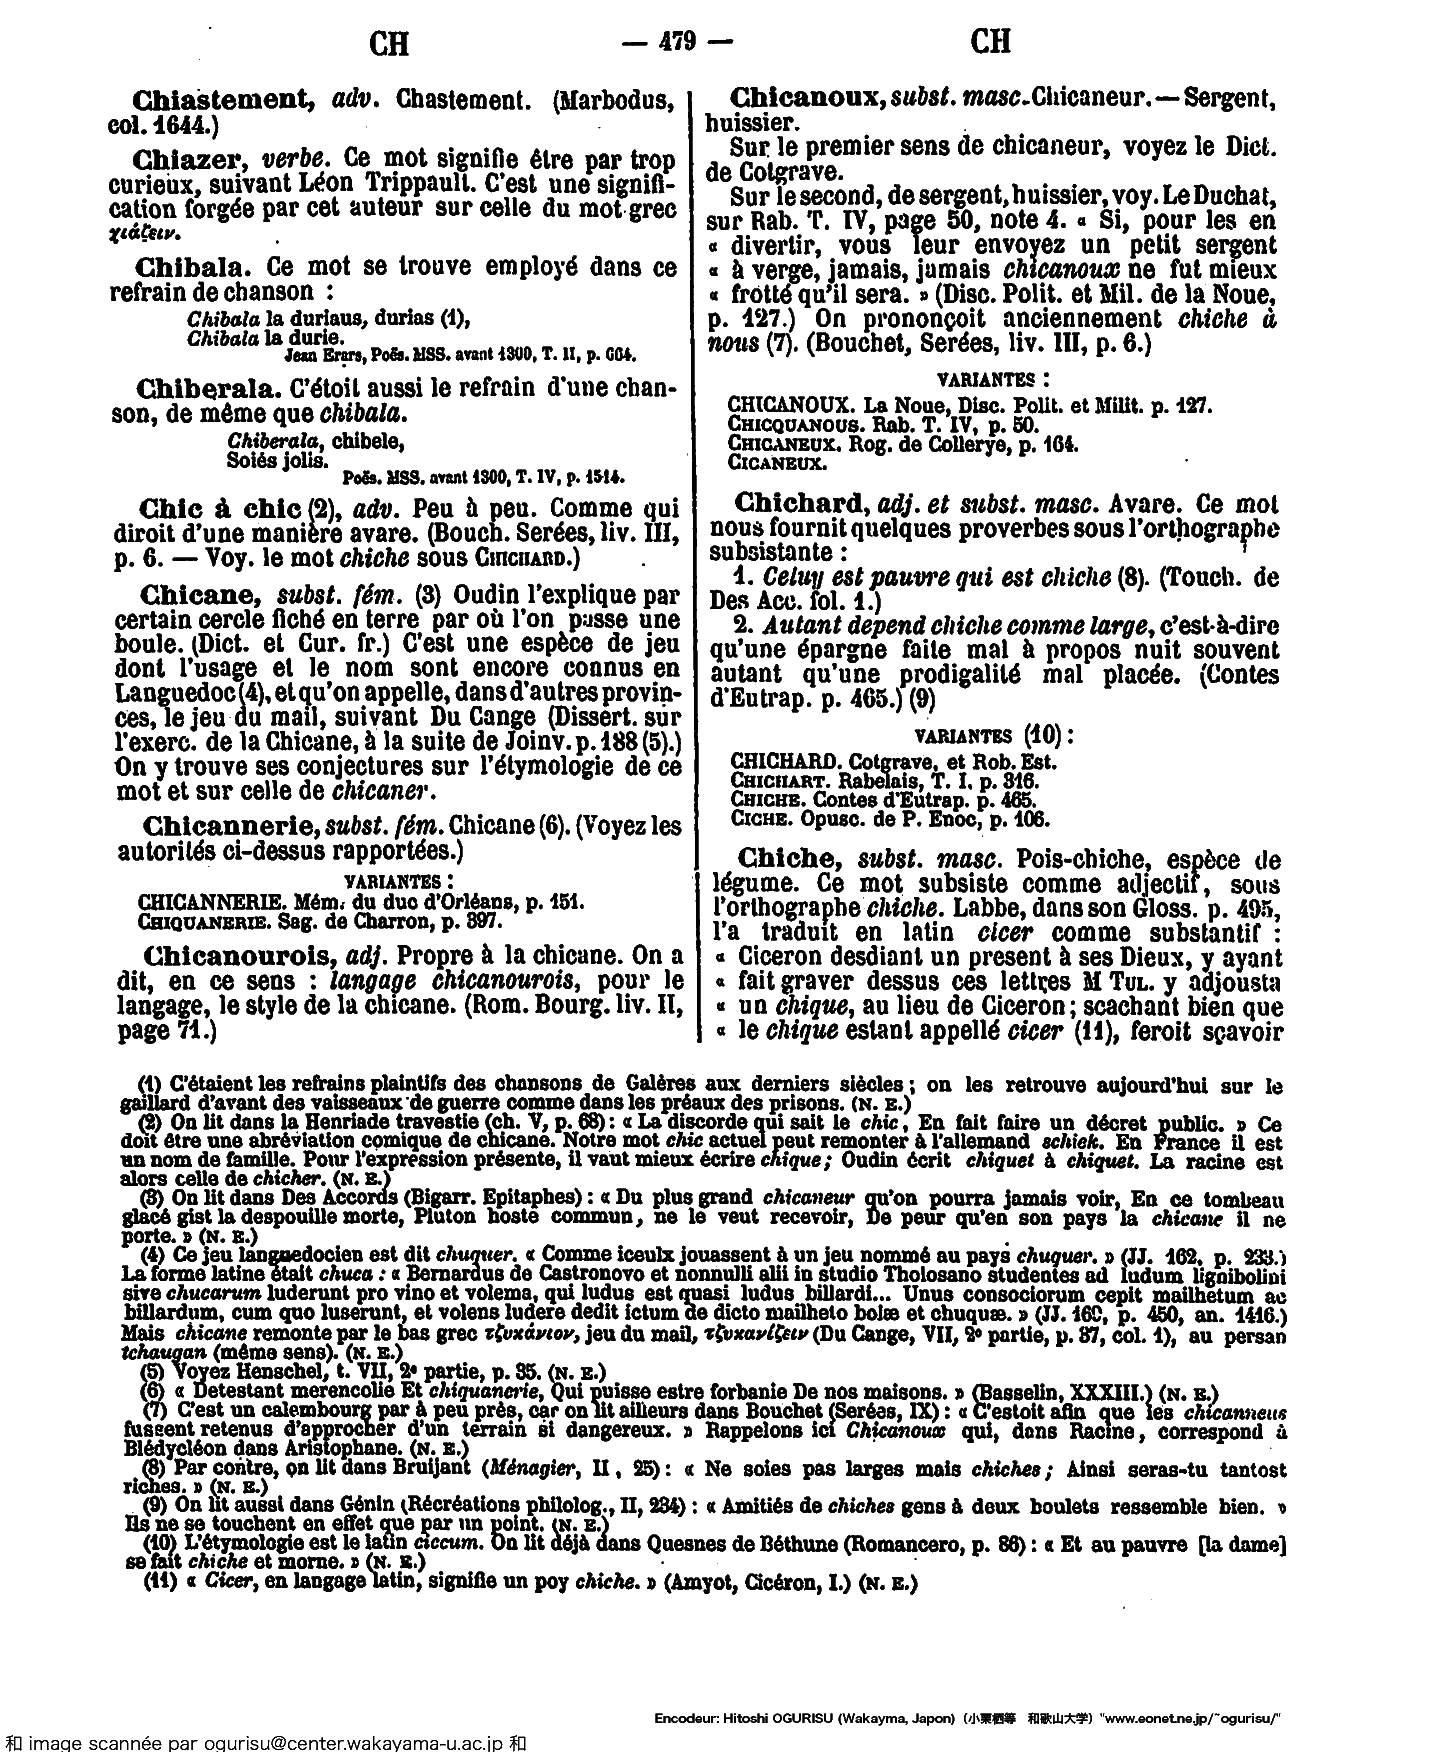 CH — 479 — CH
Chiastement, adv. Chastement. (Marbodus,
col. 1644.)
Chiazer, verbe. Ce mot signifie être par trop
curieux, suivant Léon Trippault. C'est une signifi-
cation forgée par cet auteur sur celle du mot grec
χιάζειν.
Chibala. Ce mot se trouve employé dans ce
refrain de chanson :
Chibala la duriaus, durias (1),
Chibala la durie.
Jean Erars, Poës. MSS. avant 1300, T. II, p. 664.
Chiberala. C'étoit aussi le refrain d'une chan-
son, de même que chibala.
Chiberala, chibele,
Soiés jolis.
Poës. MSS. avant 1300, T. IV, p. 1514.
Chic à chic (2), adv. Peu à peu. Comme qui
diroit d'une manière avare. (Bouch. Serées, liv. III,
p. 6. — Voy. le mot chiche sous CHICHARD.)
Chicane, subst. fém. (3) Oudin l'explique par
certain cercle fiché en terre par où l'on passe une
boule. (Dict. et Cur. fr.) C'est une espèce de jeu
dont l'usage et le nom sont encore connus en
Languedoc (4), et qu'on appelle, dans d'autres provin-
ces, le jeu du mail, suivant Du Cange (Dissert. sur
l'exerc. de la Chicane, à la suite de Joinv. p. 188 (5).)
On y trouve ses conjectures sur l'étymologie de ce
mot et sur celle de chicaner.
Chicannerie, subst. fém. Chicane (6). (Voyez les
autorités ci-dessus rapportées.)
VARIANTES :
CHICANNERIE. Mém. du duc d'Orléans, p. 151.
CHIQUANERIE. Sag. de Charron, p. 397.
Chicanourois, adj. Propre à la chicane. On a
dit, en ce sens : langage chicanourois, pour le
langage, le style de la chicane. (Rom. Bourg. liv. II,
page 71.)
Chicanoux, subst. masc. Chicaneur. — Sergent,
huissier.
Sur le premier sens de chicaneur, voyez le Dict.
de Cotgrave.
Sur le second, de sergent, huissier, voy. Le Duchat,
sur Rab. T. IV, page 50, note 4. « Si, pour les en
« divertir, vous leur envoyez un petit sergent
« à verge, jamais, jamais chicanoux ne fut mieux
« frotté qu'il sera. » (Disc. Polit. et Mil. de la Noue,
p. 127.) On prononçoit anciennement chiche à
nous (7). (Bouchet, Serées, liv. III, p. 6.)
VARIANTES :
CHICANOUX. La Noue, Disc. Polit. et Milit. p. 127.
CHICQUANOUS. Rab. T. IV, p. 50.
CHICANEUX. Rog. de Collerye, p. 164.
CICANEUX.
Chichard, adj. et subst. masc. Avare. Ce mot
nous fournit quelques proverbes sous l'orthographe
subsistante :
1. Celuy est pauvre qui est chiche (8). (Touch. de
Des Acc. fol. 1.)
2. Autant depend chiche comme large, c'est-à-dire
qu'une épargne faite mal à propos nuit souvent
autant qu'une prodigalité mal placée. (Contes
d'Eutrap. p. 465.) (9)
VARIANTES (10) :
CHICHARD. Cotgrave, et Rob. Est.
CHICHART. Rabelais, T. I. p. 316.
CHICHE. Contes d'Eutrap. p. 465.
CICHE. Opusc. de P. Enoc, p. 106.
Chiche, subst. masc. Pois-chiche, espèce de
légume. Ce mot subsiste comme adjectif, sous
l'orthographe chiche. Labbe, dans son Gloss. p. 495,
l'a traduit en latin cicer comme substantif :
« Ciceron desdiant un present à ses Dieux, y ayant
« fait graver dessus ces lettres M TUL. y adjousta
« un chique, au lieu de Ciceron ; scachant bien que
« le chique estant appellé cicer (11), feroit sçavoir
(1) C'étaient les refrains plaintifs des chansons de Galères aux derniers siècles ; on les retrouve aujourd'hui sur le
gaillard d'avant des vaisseaux de guerre comme dans les préaux des prisons. (N. E.)
(2) On lit dans la Henriade travestie (ch. V, p. 68) : « La discorde qui sait le chic, En fait faire un décret public. » Ce
doit être une abréviation comique de chicane. Notre mot chic actuel peut remonter à l'allemand schiek. En France il est
un nom de famille. Pour l'expression présente, il vaut mieux écrire chique ; Oudin écrit chiquet à chiquet. La racine est
alors celle de chicher. (N. E.)
(3) On lit dans Des Accords (Bigarr. Epitaphes) : « Du plus grand chicaneur qu'on pourra jamais voir, En ce tombeau
glacé gist la despouille morte, Pluton hoste commun, ne le veut recevoir, De peur qu'en son pays la chicane il ne
porte. » (N. E.)
(4) Ce jeu languedocien est dit chuquer. « Comme iceulx jouassent à un jeu nommé au pays chuquer. » (JJ. 162, p. 233.)
La forme latine était chuca : « Bernardus de Castronovo et nonnulli alii in studio Tholosano studentes ad ludum lignibolini
sive chucarum luderunt pro vino et volema, qui ludus est quasi ludus billardi... Unus consociorum cepit mailhetum ac
billardum, cum quo luserunt, et volens ludere dedit ictum de dicto mailheto bolæ et chuquæ. » (JJ. 169, p. 450, an. 1416.)
Mais chicane remonte par le bas grec τζυκάνιον, jeu du mail, τζυκανίζειν (Du Cange, VII, 2e partie, p. 37, col. 1), au persan
tchaugan (même sens). (N. E.)
(5) Voyez Henschel, t. VII, 2e partie, p. 35. (N. E.)
(6) « Detestant merencolie Et chiquanerie, Qui puisse estre forbanie De nos maisons. » (Basselin, XXXIII.) (N. E.)
(7) C'est un calembourg par à peu près, car on lit ailleurs dans Bouchet (Serées, IX) : « C'estoit afin que les chicanneus
fussent retenus d'approcher d'un terrain si dangereux. » Rappelons ici Chicanoux qui, dans Racine, correspond à
Blédycléon dans Aristophane. (N. E.)
(8) Par contre, on lit dans Bruijant (Ménagier, II, 25) : « Ne soies pas larges mais chiches ; Ainsi seras-tu tantost
riches. » (N. E.)
(9) On lit aussi dans Génin (Récréations philolog., II, 234) : « Amitiés de chiches gens à deux boulets ressemble bien. »
Ils ne se touchent en effet que par un point. (N. E.)
(10) L'étymologie est le latin ciccum. On lit déjà dans Quesnes de Béthune (Romancero, p. 86) : « Et au pauvre [la dame]
se fait chiche et morne. » (N. E.)
(11) « Cicer, en langage latin, signifie un poy chiche. » (Amyot, Cicéron, I.) (N. E.)
Encodeur: Hitoshi OGURISU (Wakayma, Japon)（小栗栖等 和歌山大学）"www.eonet.ne.jp/~ogurisu/"
和 image scannée par ogurisu@center.wakayama-u.ac.jp 和